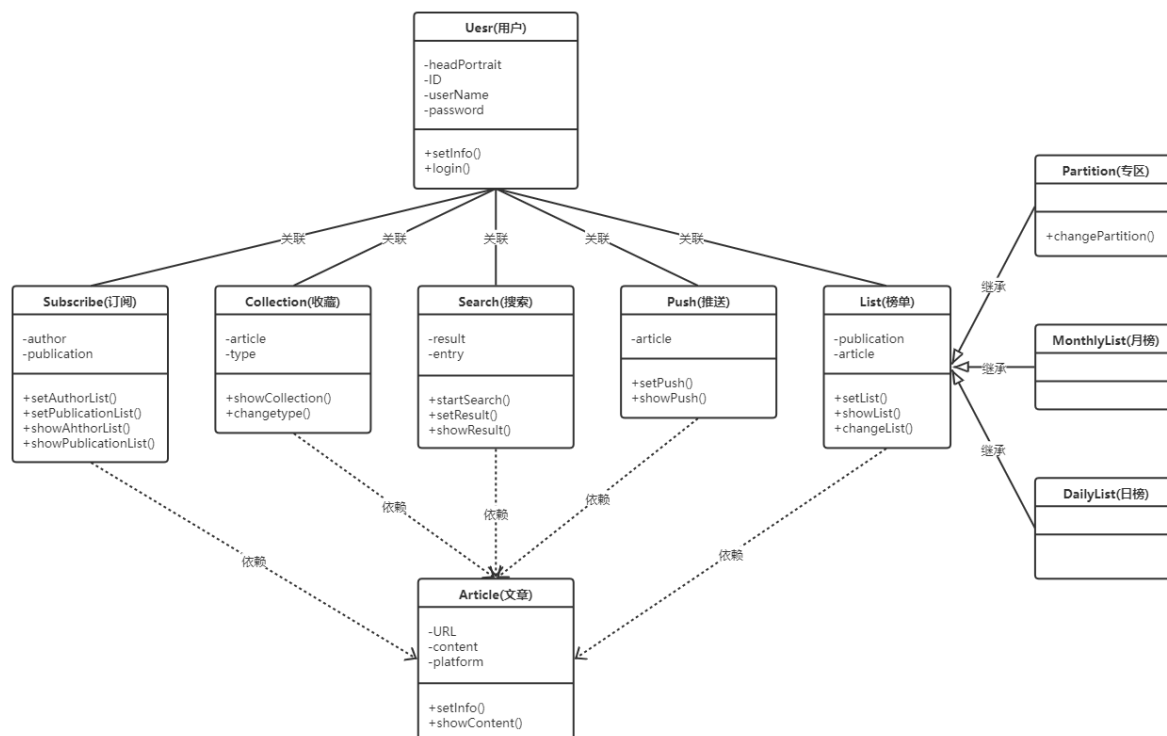 Uesr(用户)
-headPortrait
-ID
-userName
-password
+setInfo()
+login()
Partition(专区)
+changePartition()
关联
关联
关联
关联
关联
继承
Subscribe(订阅)
-author
-publication
+setAuthorList()
+setPublicationList()
+showAhthorList()
+showPublicationList()
Collection(收藏)
-article
-type
+showCollection()
+changetype()
Search(搜索)
-result
-entry
+startSearch()
+setResult()
+showResult()
Push(推送)
-article
+setPush()
+showPush()
List(榜单)
-publication
-article
+setList()
+showList()
+changeList()
继承
MonthlyList(月榜)
继承
DailyList(日榜)
依赖
依赖
依赖
依赖
依赖
Article(文章)
-URL
-content
-platform
+setInfo()
+showContent()